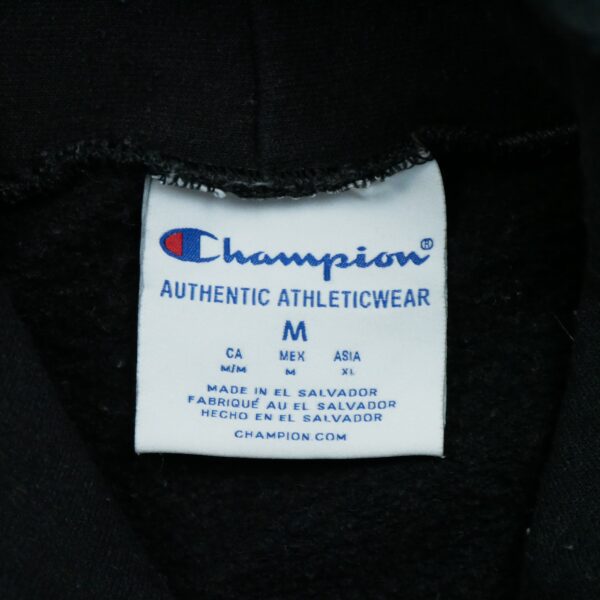 Champion®
AUTHENTIC ATHLETICWEAR
M
CA MEX ASIA
M/M M XL
MADE IN EL SALVADOR
FABRIQUÉ AU EL SALVADOR
HECHO EN EL SALVADOR
CHAMPION.COM